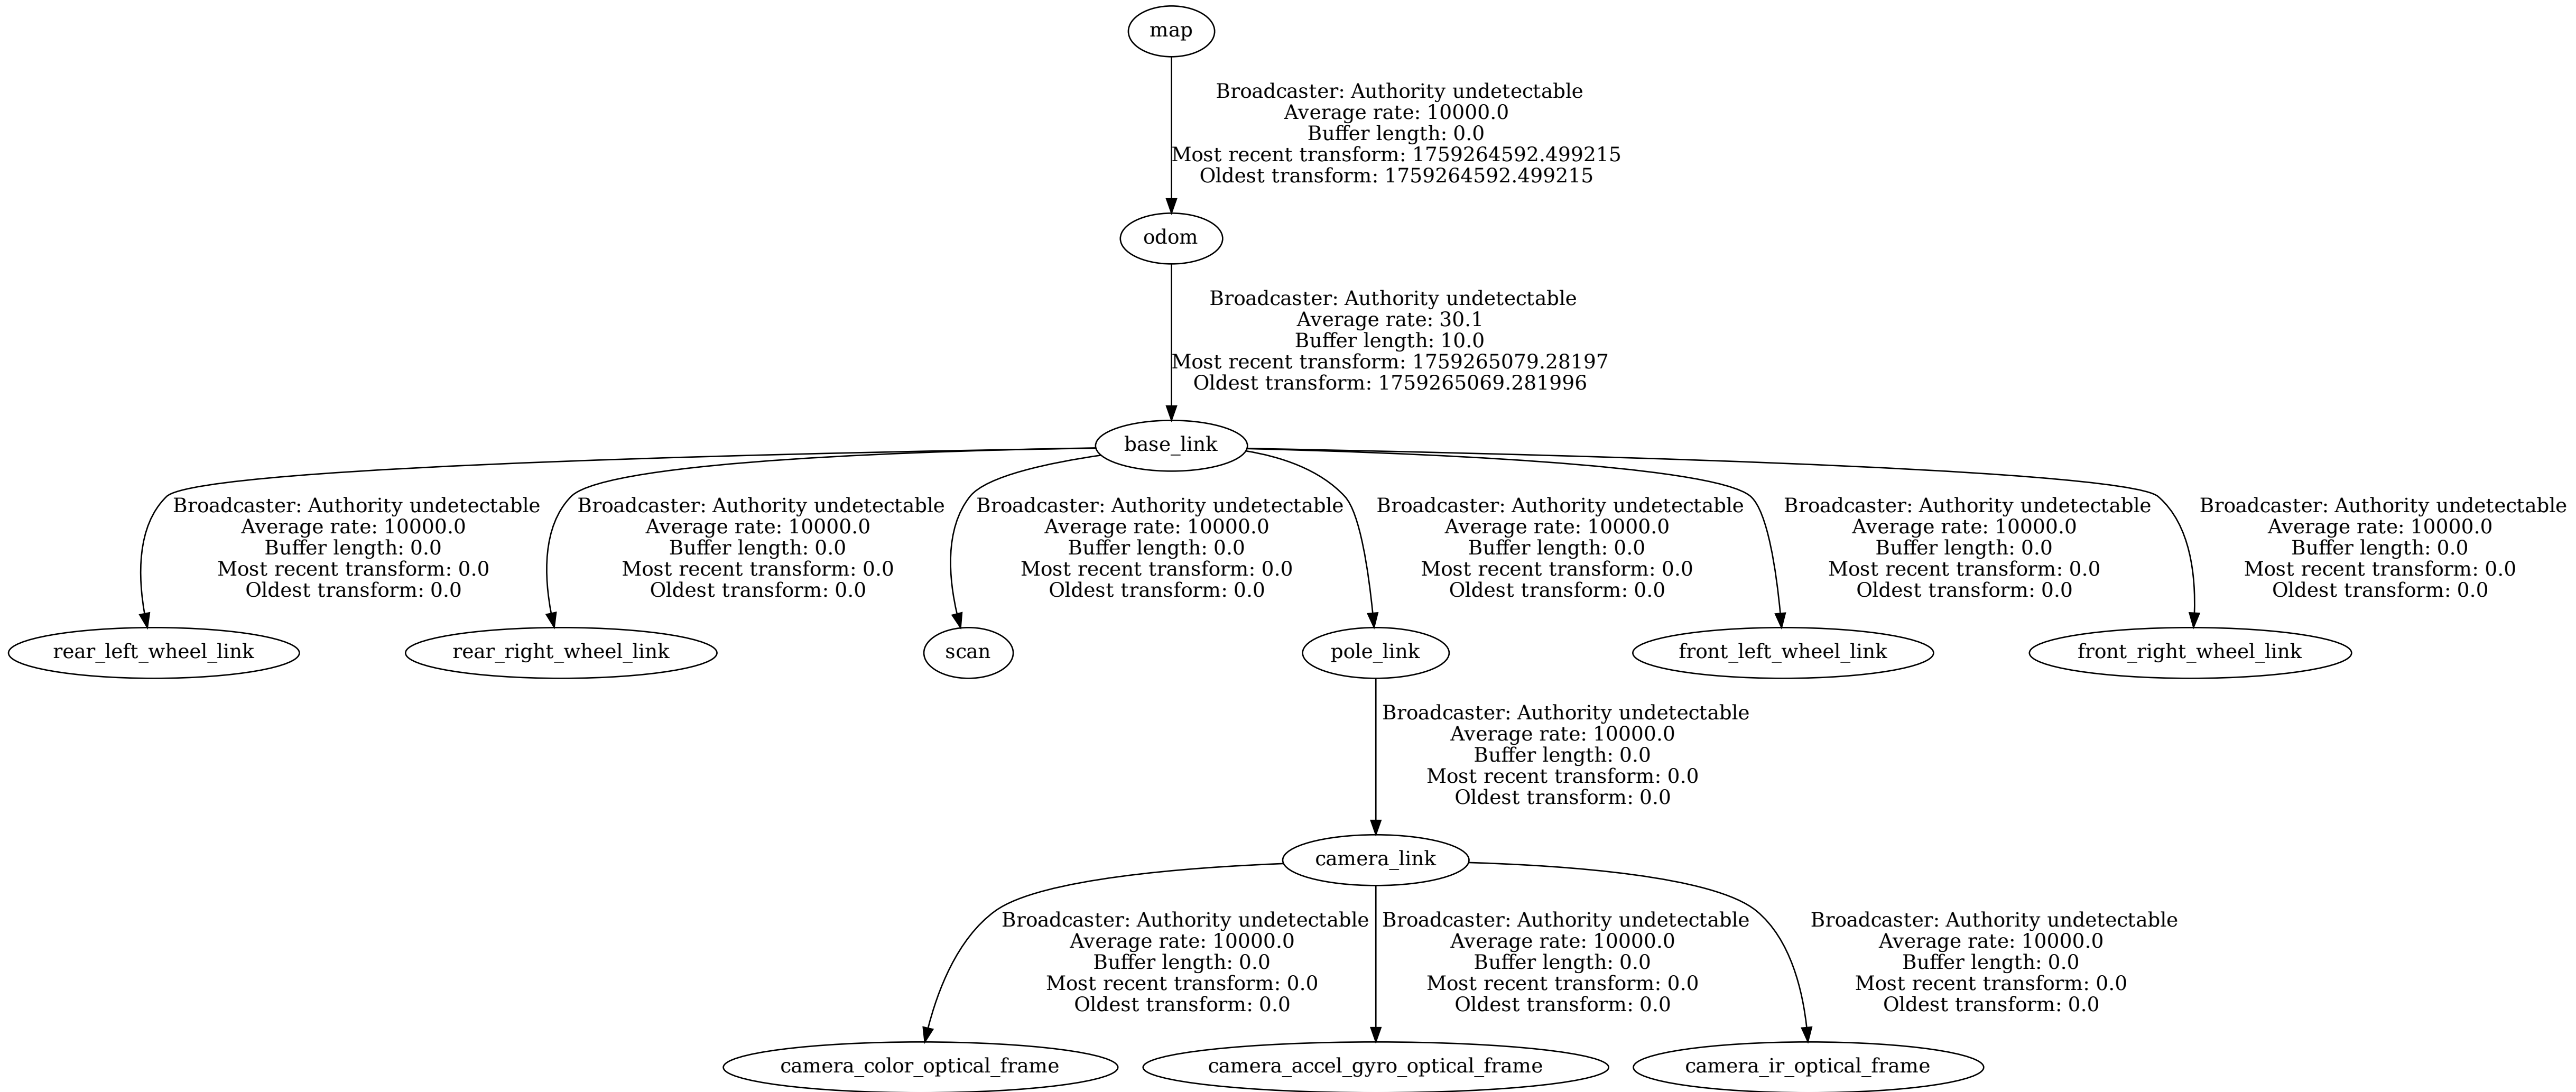 map
Broadcaster: Authority undetectable
Average rate: 10000.0
Buffer length: 0.0
Most recent transform: 1759264592.499215
Oldest transform: 1759264592.499215
odom
Broadcaster: Authority undetectable
Average rate: 30.1
Buffer length: 10.0
Most recent transform: 1759265079.28197
Oldest transform: 1759265069.281996
base_link
Broadcaster: Authority undetectable
Average rate: 10000.0
Buffer length: 0.0
Most recent transform: 0.0
Oldest transform: 0.0
Broadcaster: Authority undetectable
Average rate: 10000.0
Buffer length: 0.0
Most recent transform: 0.0
Oldest transform: 0.0
Broadcaster: Authority undetectable
Average rate: 10000.0
Buffer length: 0.0
Most recent transform: 0.0
Oldest transform: 0.0
Broadcaster: Authority undetectable
Average rate: 10000.0
Buffer length: 0.0
Most recent transform: 0.0
Oldest transform: 0.0
Broadcaster: Authority undetectable
Average rate: 10000.0
Buffer length: 0.0
Most recent transform: 0.0
Oldest transform: 0.0
Broadcaster: Authority undetectable
Average rate: 10000.0
Buffer length: 0.0
Most recent transform: 0.0
Oldest transform: 0.0
rear_left_wheel_link
rear_right_wheel_link
scan
pole_link
front_left_wheel_link
front_right_wheel_link
Broadcaster: Authority undetectable
Average rate: 10000.0
Buffer length: 0.0
Most recent transform: 0.0
Oldest transform: 0.0
camera_link
Broadcaster: Authority undetectable
Average rate: 10000.0
Buffer length: 0.0
Most recent transform: 0.0
Oldest transform: 0.0
Broadcaster: Authority undetectable
Average rate: 10000.0
Buffer length: 0.0
Most recent transform: 0.0
Oldest transform: 0.0
Broadcaster: Authority undetectable
Average rate: 10000.0
Buffer length: 0.0
Most recent transform: 0.0
Oldest transform: 0.0
camera_color_optical_frame
camera_accel_gyro_optical_frame
camera_ir_optical_frame